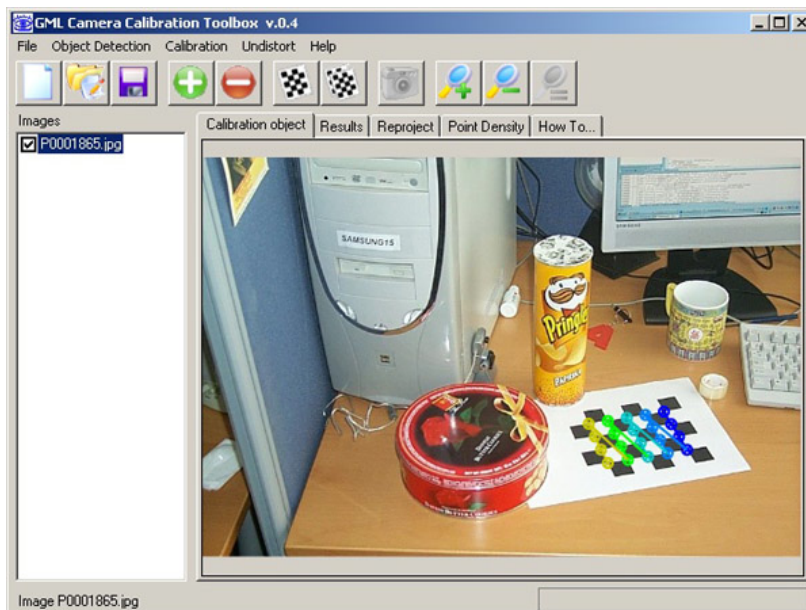 GML Camera Calibration Toolbox v.0.4
File Object Detection Calibration Undistort Help
Images
Calibration object Results Reproject Point Density How To...
P0001865.jpg
SAMSUNG15
Pringles
PAPRIKA
Image P0001865.jpg